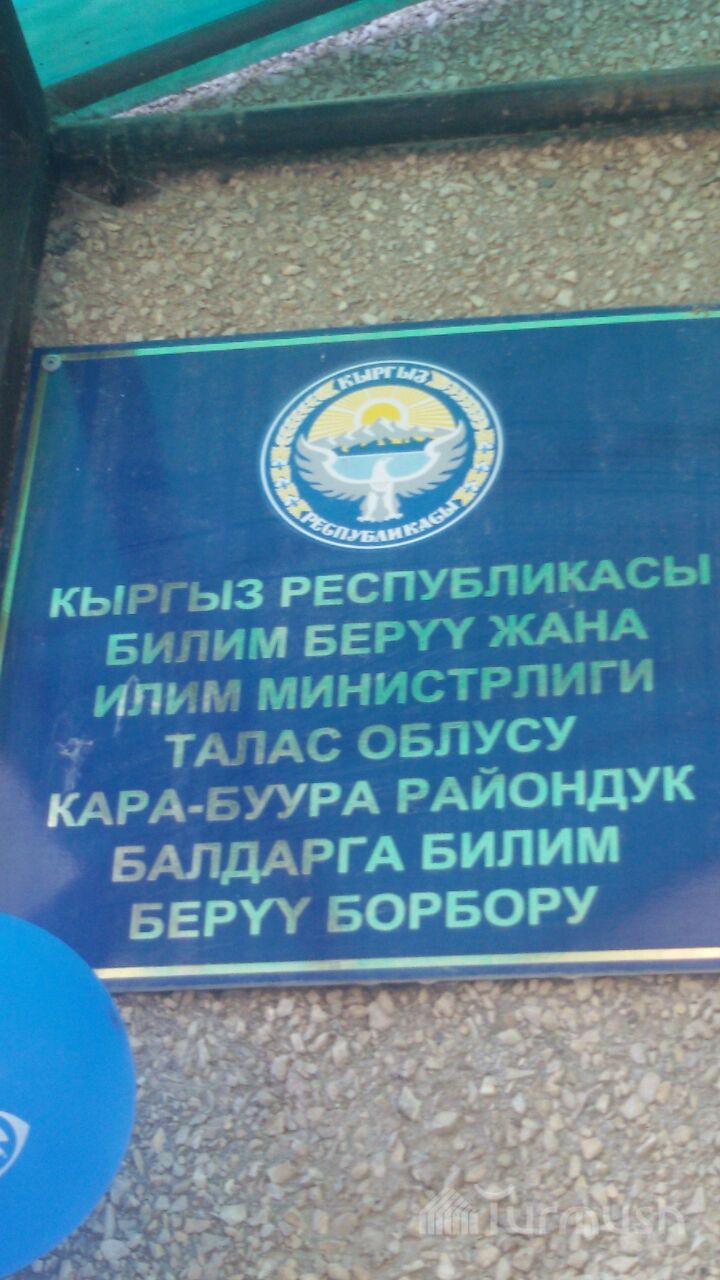 КЫРГЫЗ
РЕСПУБЛИКАСЫ
КЫРГЫЗ РЕСПУБЛИКАСЫ
БИЛИМ БЕРҮҮ ЖАНА
ИЛИМ МИНИСТРЛИГИ
ТАЛАС ОБЛУСУ
КАРА-БУУРА РАЙОНДУК
БАЛДАРГА БИЛИМ
БЕРҮҮ БОРБОРУ
Turmush